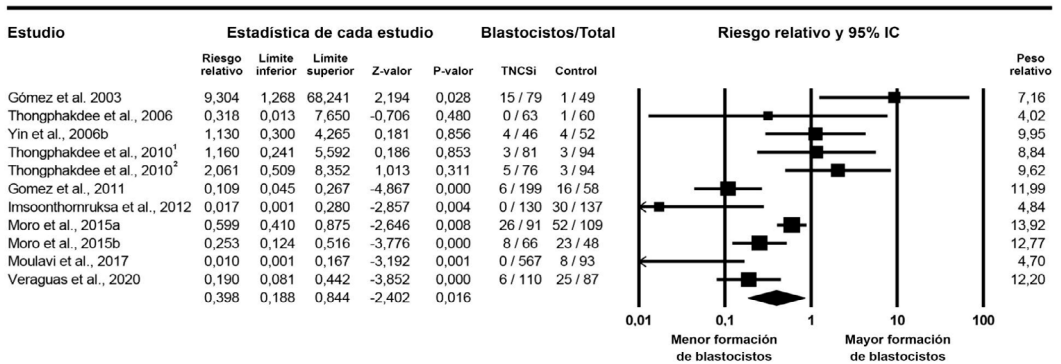 Estudio Estadística de cada estudio Blastocistos/Total Riesgo relativo y 95% IC
Riesgo relativo Límite inferior Límite superior Z-valor P-valor TNCSi Control Peso relativo
Gómez et al. 2003 9,304 1,268 68,241 2,194 0,028 15 / 79 1 / 49 7,16
Thongphakdee et al., 2006 0,318 0,013 7,650 -0,706 0,480 0 / 63 1 / 60 4,02
Yin et al., 2006b 1,130 0,300 4,265 0,181 0,856 4 / 46 4 / 52 9,95
Thongphakdee et al., 2010¹ 1,160 0,241 5,592 0,186 0,853 3 / 81 3 / 94 8,84
Thongphakdee et al., 2010² 2,061 0,509 8,352 1,013 0,311 5 / 76 3 / 94 9,62
Gomez et al., 2011 0,109 0,045 0,267 -4,867 0,000 6 / 199 16 / 58 11,99
Imsoonthornruksa et al., 2012 0,017 0,001 0,280 -2,857 0,004 0 / 130 30 / 137 4,84
Moro et al., 2015a 0,599 0,410 0,875 -2,646 0,008 26 / 91 52 / 109 13,92
Moro et al., 2015b 0,253 0,124 0,516 -3,776 0,000 8 / 66 23 / 48 12,77
Moulavi et al., 2017 0,010 0,001 0,167 -3,192 0,001 0 / 567 8 / 93 4,70
Veraguas et al., 2020 0,190 0,081 0,442 -3,852 0,000 6 / 110 25 / 87 12,20
0,398 0,188 0,844 -2,402 0,016
0,01 0,1 1 10 100
Menor formación de blastocistos
Mayor formación de blastocistos